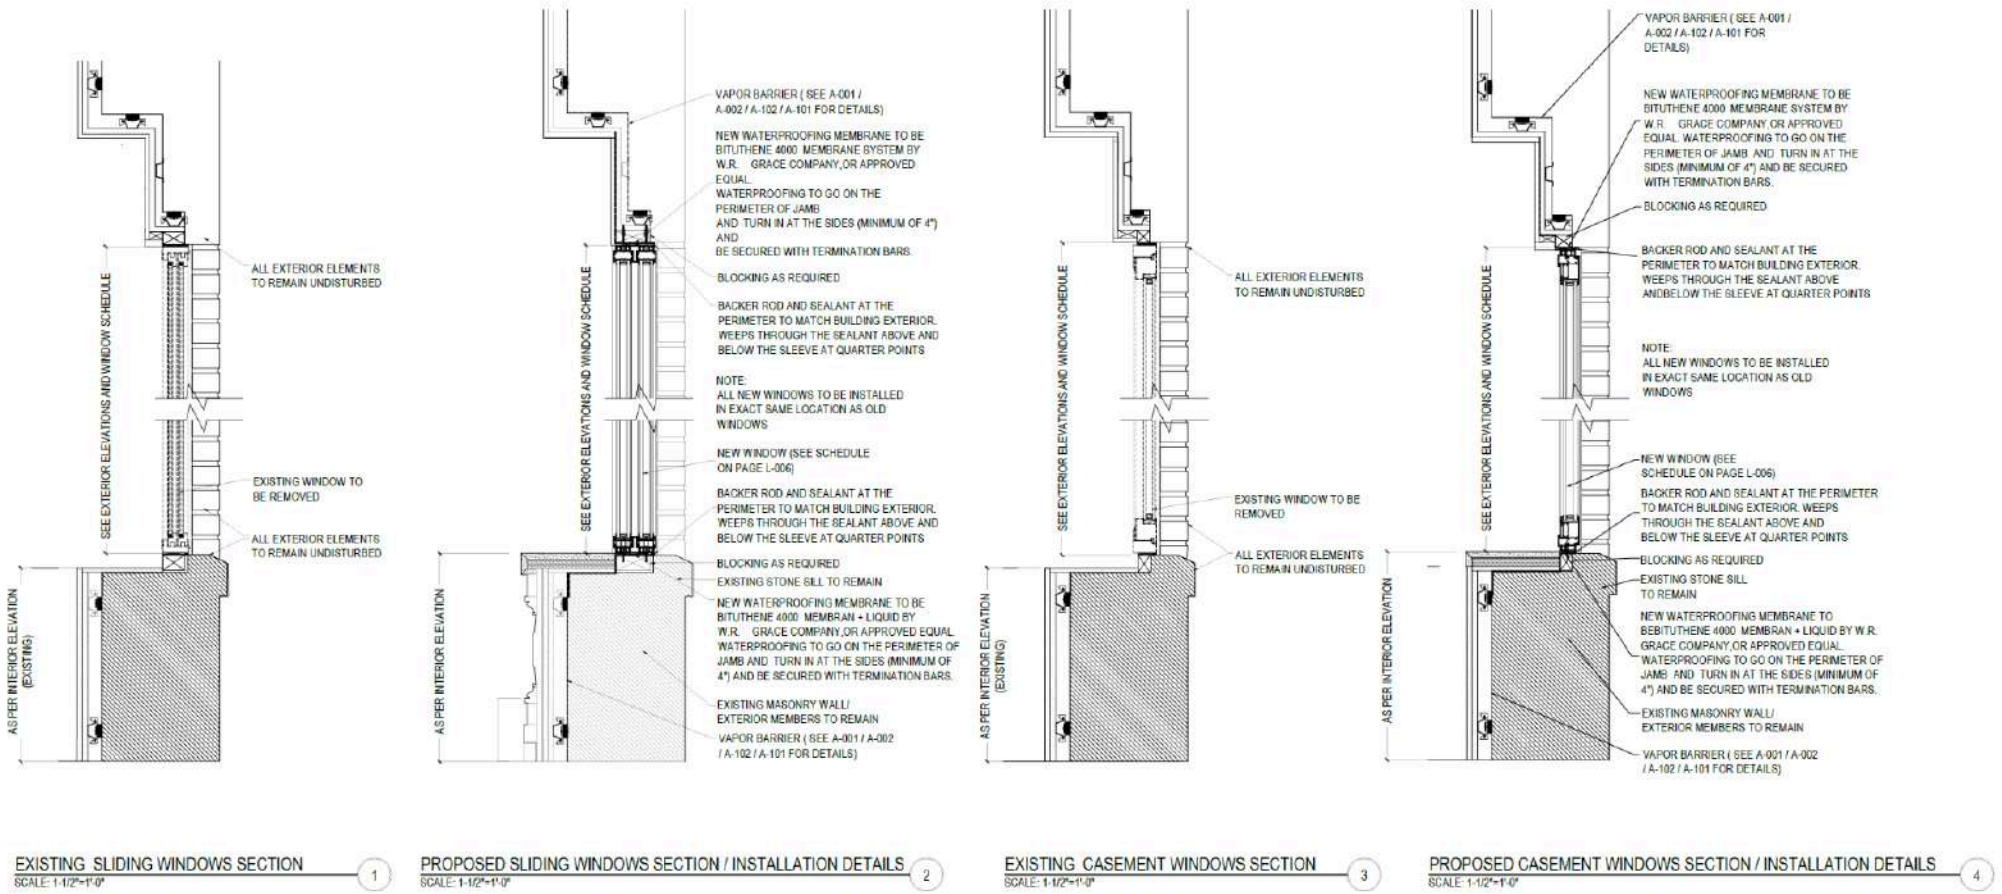 SEE EXTERIOR ELEVATIONS AND WINDOW SCHEDULE
ALL EXTERIOR ELEMENTS
TO REMAIN UNDISTURBED
EXISTING WINDOW TO
BE REMOVED
ALL EXTERIOR ELEMENTS
TO REMAIN UNDISTURBED
AS PER INTERIOR ELEVATION
(EXISTING)
EXISTING SLIDING WINDOWS SECTION
SCALE: 1-1/2"=1'-0"
1
VAPOR BARRIER ( SEE A-001 /
A-002 / A-102 / A-101 FOR DETAILS)
NEW WATERPROOFING MEMBRANE TO BE
BITUTHENE 4000 MEMBRANE SYSTEM BY
W.R. GRACE COMPANY,OR APPROVED
EQUAL.
WATERPROOFING TO GO ON THE
PERIMETER OF JAMB
AND TURN IN AT THE SIDES (MINIMUM OF 4")
AND
BE SECURED WITH TERMINATION BARS.
BLOCKING AS REQUIRED
BACKER ROD AND SEALANT AT THE
PERIMETER TO MATCH BUILDING EXTERIOR.
WEEPS THROUGH THE SEALANT ABOVE AND
BELOW THE SLEEVE AT QUARTER POINTS
NOTE:
ALL NEW WINDOWS TO BE INSTALLED
IN EXACT SAME LOCATION AS OLD
WINDOWS
SEE EXTERIOR ELEVATIONS AND WINDOW SCHEDULE
NEW WINDOW (SEE SCHEDULE
ON PAGE L-006)
BACKER ROD AND SEALANT AT THE
PERIMETER TO MATCH BUILDING EXTERIOR.
WEEPS THROUGH THE SEALANT ABOVE AND
BELOW THE SLEEVE AT QUARTER POINTS
BLOCKING AS REQUIRED
EXISTING STONE SILL TO REMAIN
NEW WATERPROOFING MEMBRANE TO BE
BITUTHENE 4000 MEMBRAN + LIQUID BY
W.R. GRACE COMPANY,OR APPROVED EQUAL.
WATERPROOFING TO GO ON THE PERIMETER OF
JAMB AND TURN IN AT THE SIDES (MINIMUM OF
4") AND BE SECURED WITH TERMINATION BARS.
AS PER INTERIOR ELEVATION
EXISTING MASONRY WALL/
EXTERIOR MEMBERS TO REMAIN
VAPOR BARRIER ( SEE A-001 / A-002
/ A-102 / A-101 FOR DETAILS)
PROPOSED SLIDING WINDOWS SECTION / INSTALLATION DETAILS
SCALE: 1-1/2"=1'-0"
2
SEE EXTERIOR ELEVATIONS AND WINDOW SCHEDULE
ALL EXTERIOR ELEMENTS
TO REMAIN UNDISTURBED
EXISTING WINDOW TO BE
REMOVED
ALL EXTERIOR ELEMENTS
TO REMAIN UNDISTURBED
AS PER INTERIOR ELEVATION
(EXISTING)
EXISTING CASEMENT WINDOWS SECTION
SCALE: 1-1/2"=1'-0"
3
VAPOR BARRIER ( SEE A-001 /
A-002 / A-102 / A-101 FOR
DETAILS)
NEW WATERPROOFING MEMBRANE TO BE
BITUTHENE 4000 MEMBRANE SYSTEM BY
W.R. GRACE COMPANY,OR APPROVED
EQUAL. WATERPROOFING TO GO ON THE
PERIMETER OF JAMB AND TURN IN AT THE
SIDES (MINIMUM OF 4") AND BE SECURED
WITH TERMINATION BARS.
BLOCKING AS REQUIRED
BACKER ROD AND SEALANT AT THE
PERIMETER TO MATCH BUILDING EXTERIOR.
WEEPS THROUGH THE SEALANT ABOVE
ANDBELOW THE SLEEVE AT QUARTER POINTS
NOTE:
ALL NEW WINDOWS TO BE INSTALLED
IN EXACT SAME LOCATION AS OLD
WINDOWS
SEE EXTERIOR ELEVATIONS AND WINDOW SCHEDULE
NEW WINDOW (SEE
SCHEDULE ON PAGE L-006)
BACKER ROD AND SEALANT AT THE PERIMETER
TO MATCH BUILDING EXTERIOR. WEEPS
THROUGH THE SEALANT ABOVE AND
BELOW THE SLEEVE AT QUARTER POINTS
BLOCKING AS REQUIRED
EXISTING STONE SILL
TO REMAIN
NEW WATERPROOFING MEMBRANE TO
BEBITUTHENE 4000 MEMBRAN + LIQUID BY W.R.
GRACE COMPANY,OR APPROVED EQUAL.
WATERPROOFING TO GO ON THE PERIMETER OF
JAMB AND TURN IN AT THE SIDES (MINIMUM OF
4") AND BE SECURED WITH TERMINATION BARS.
AS PER INTERIOR ELEVATION
EXISTING MASONRY WALL/
EXTERIOR MEMBERS TO REMAIN
VAPOR BARRIER ( SEE A-001 / A-002
/ A-102 / A-101 FOR DETAILS)
PROPOSED CASEMENT WINDOWS SECTION / INSTALLATION DETAILS
SCALE: 1-1/2"=1'-0"
4